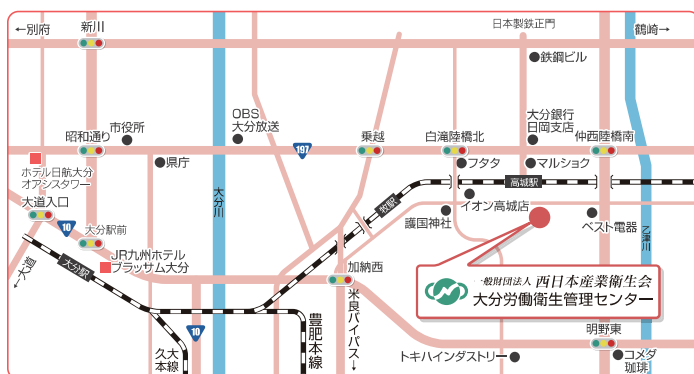 ←別府
新川
日本製鉄正門
鶴崎→
鉄鋼ビル
昭和通り
市役所
OBS
大分放送
197
乗越
白滝陸橋北
大分銀行
日岡支店
仲西陸橋南
県庁
フタタ
マルショク
ホテル日航大分
オアシスタワー
大分川
牧駅
高城駅
イオン高城店
大道入口
10
大分駅前
護国神社
ベスト電器
乙津川
JR九州ホテル
ブラッサム大分
←大道
大分駅
加納西
一般財団法人 西日本産業衛生会
大分労働衛生管理センター
10
久大
本線
豊肥本線
米良バイパス→
トキハインダストリー
明野東
コメダ
珈琲